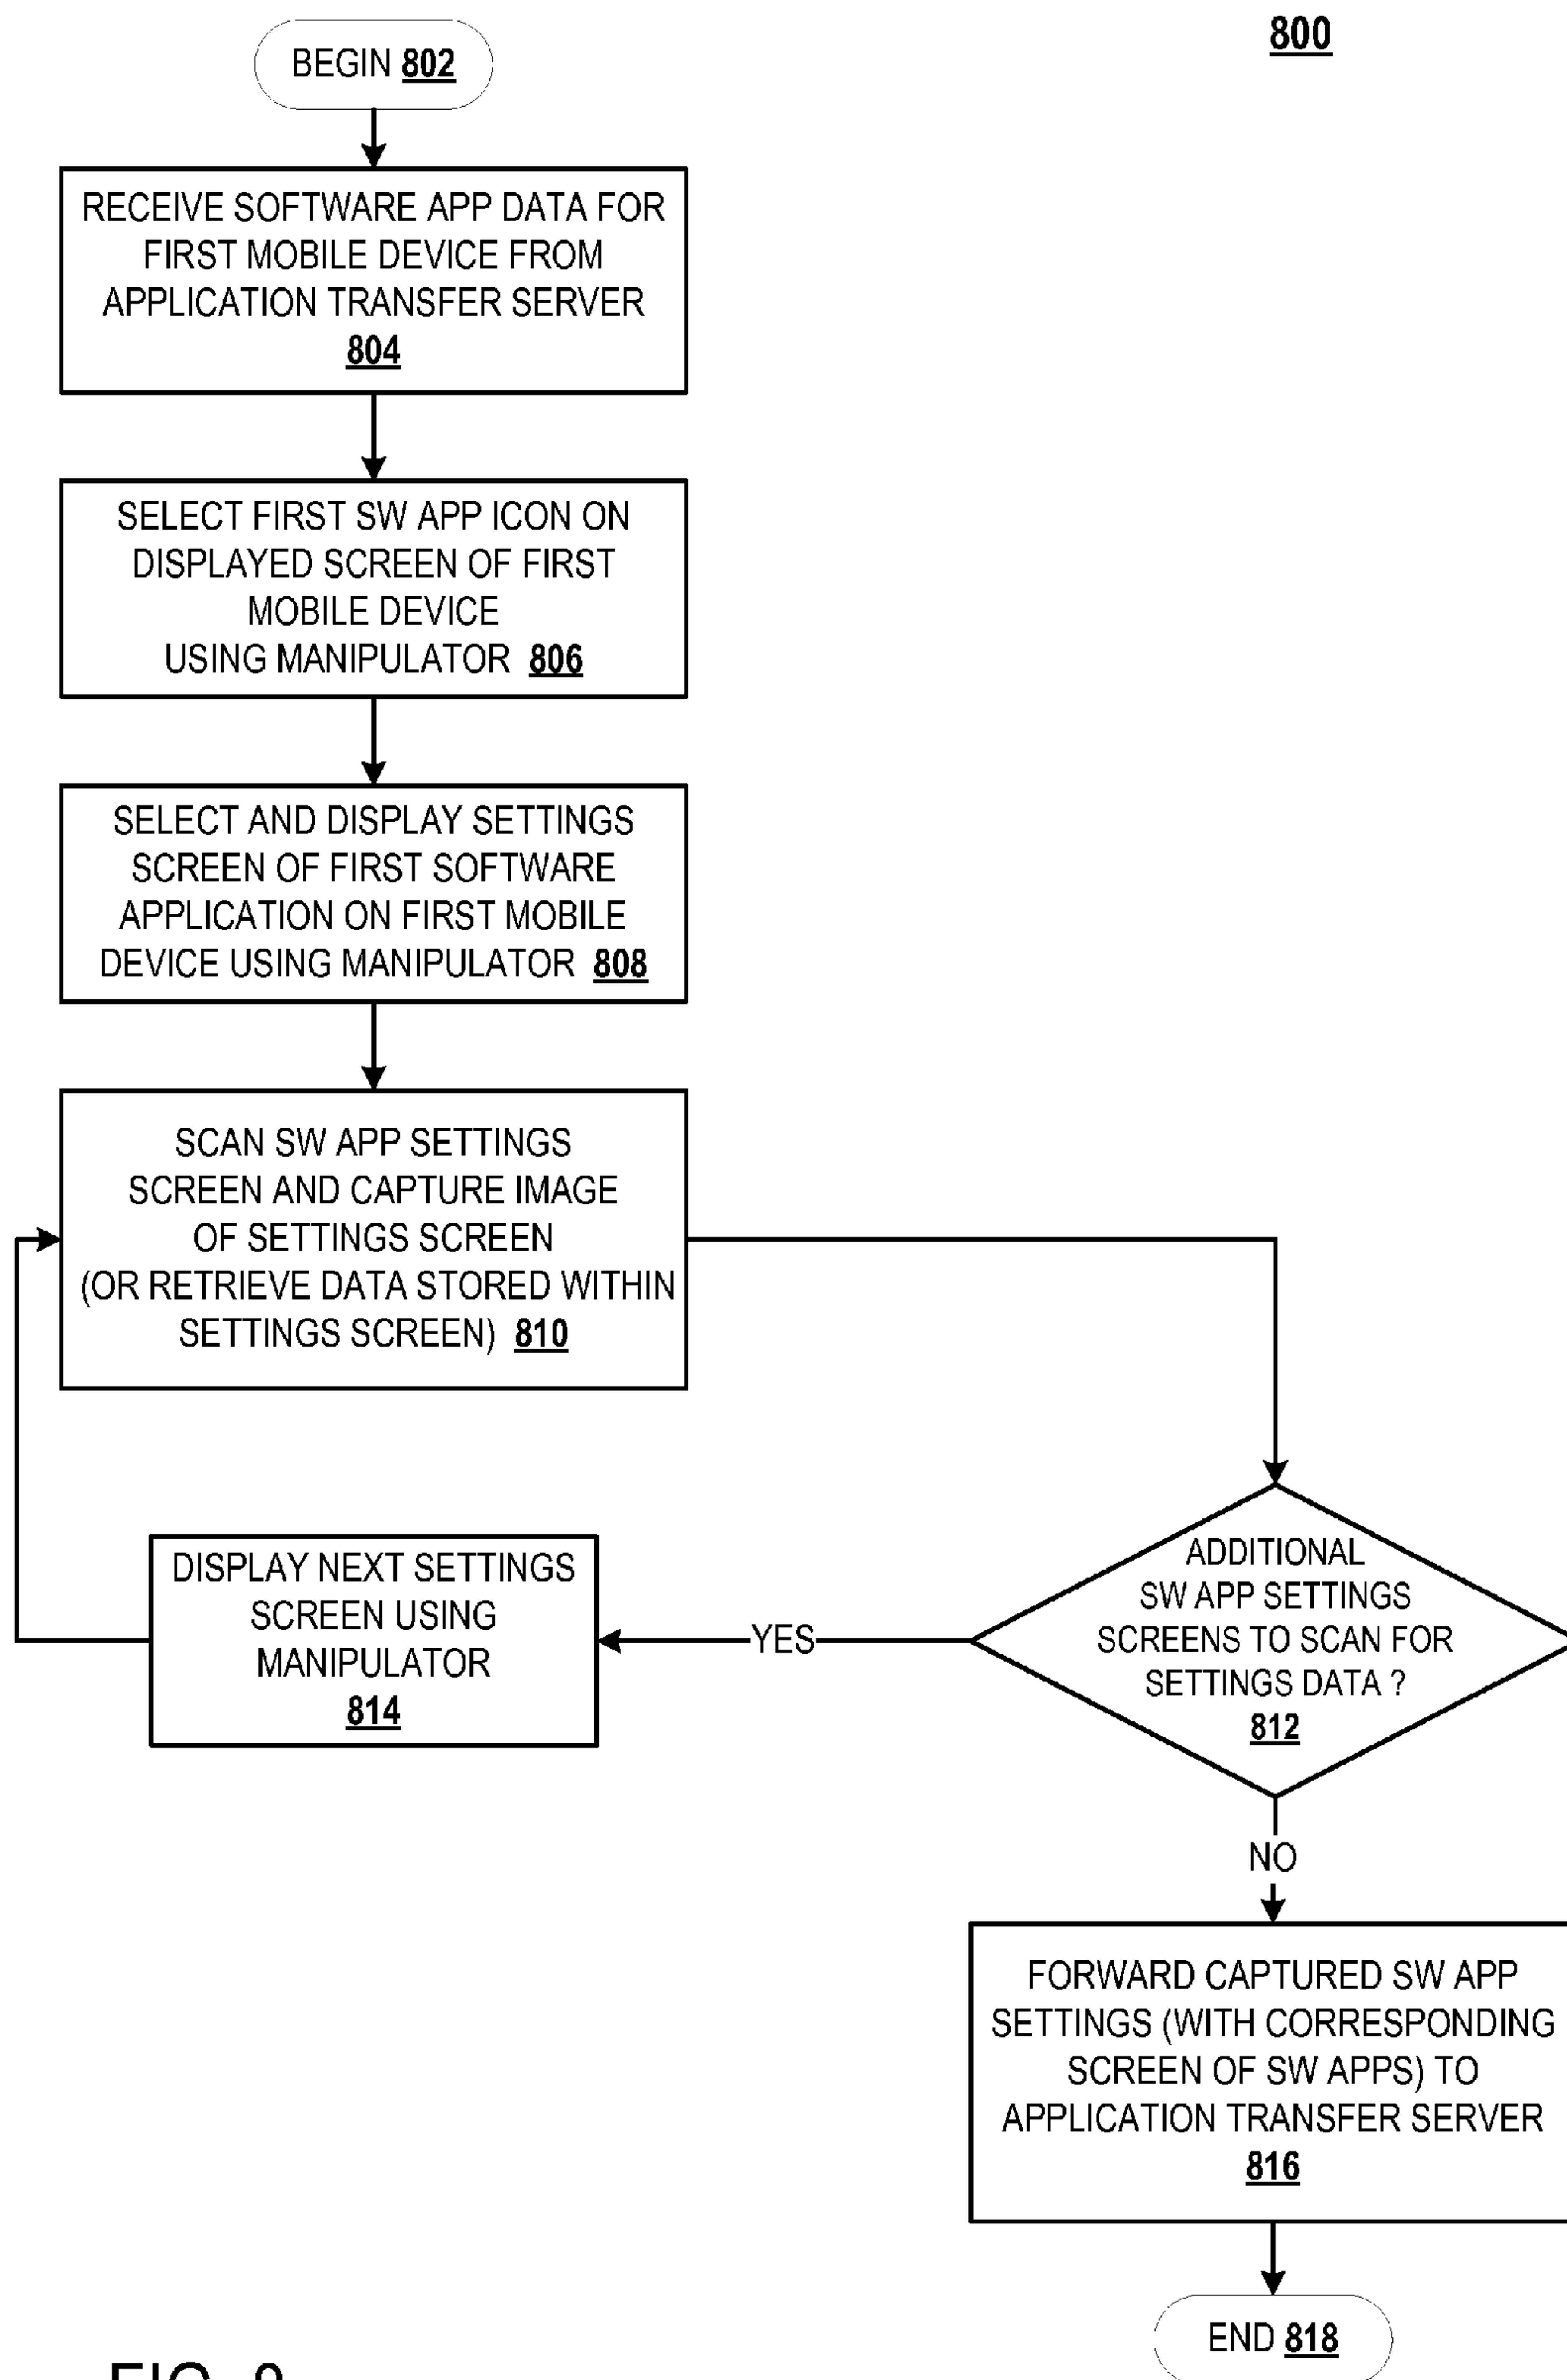 800
BEGIN 802
RECEIVE SOFTWARE APP DATA FOR
FIRST MOBILE DEVICE FROM
APPLICATION TRANSFER SERVER
804
SELECT FIRST SW APP ICON ON
DISPLAYED SCREEN OF FIRST
MOBILE DEVICE
USING MANIPULATOR 806
SELECT AND DISPLAY SETTINGS
SCREEN OF FIRST SOFTWARE
APPLICATION ON FIRST MOBILE
DEVICE USING MANIPULATOR 808
SCAN SW APP SETTINGS
SCREEN AND CAPTURE IMAGE
OF SETTINGS SCREEN
(OR RETRIEVE DATA STORED WITHIN
SETTINGS SCREEN) 810
ADDITIONAL
SW APP SETTINGS
SCREENS TO SCAN FOR
SETTINGS DATA ?
812
YES
DISPLAY NEXT SETTINGS
SCREEN USING
MANIPULATOR
814
NO
FORWARD CAPTURED SW APP
SETTINGS (WITH CORRESPONDING
SCREEN OF SW APPS) TO
APPLICATION TRANSFER SERVER
816
END 818
FIG. 8